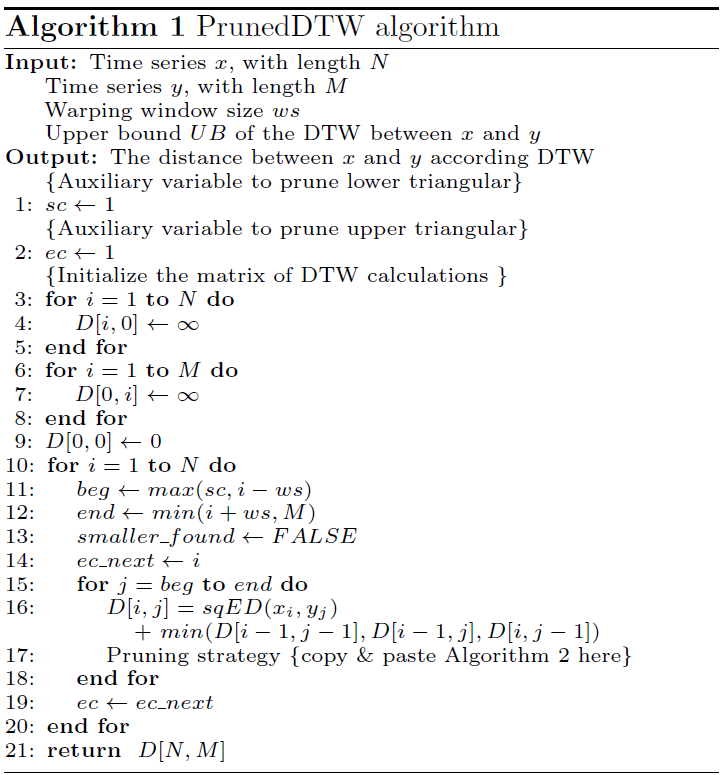 Algorithm 1 PrunedDTW algorithm
Input: Time series x, with length N
Time series y, with length M
Warping window size ws
Upper bound UB of the DTW between x and y
Output: The distance between x and y according DTW
{Auxiliary variable to prune lower triangular}
1: sc ← 1
{Auxiliary variable to prune upper triangular}
2: ec ← 1
{Initialize the matrix of DTW calculations }
3: for i = 1 to N do
4: D[i, 0] ← ∞
5: end for
6: for i = 1 to M do
7: D[0, i] ← ∞
8: end for
9: D[0, 0] ← 0
10: for i = 1 to N do
11: beg ← max(sc, i − ws)
12: end ← min(i + ws, M)
13: smaller_found ← FALSE
14: ec_next ← i
15: for j = beg to end do
16: D[i, j] = sqED(x_i, y_j)
+ min(D[i − 1, j − 1], D[i − 1, j], D[i, j − 1])
17: Pruning strategy {copy & paste Algorithm 2 here}
18: end for
19: ec ← ec_next
20: end for
21: return D[N, M]